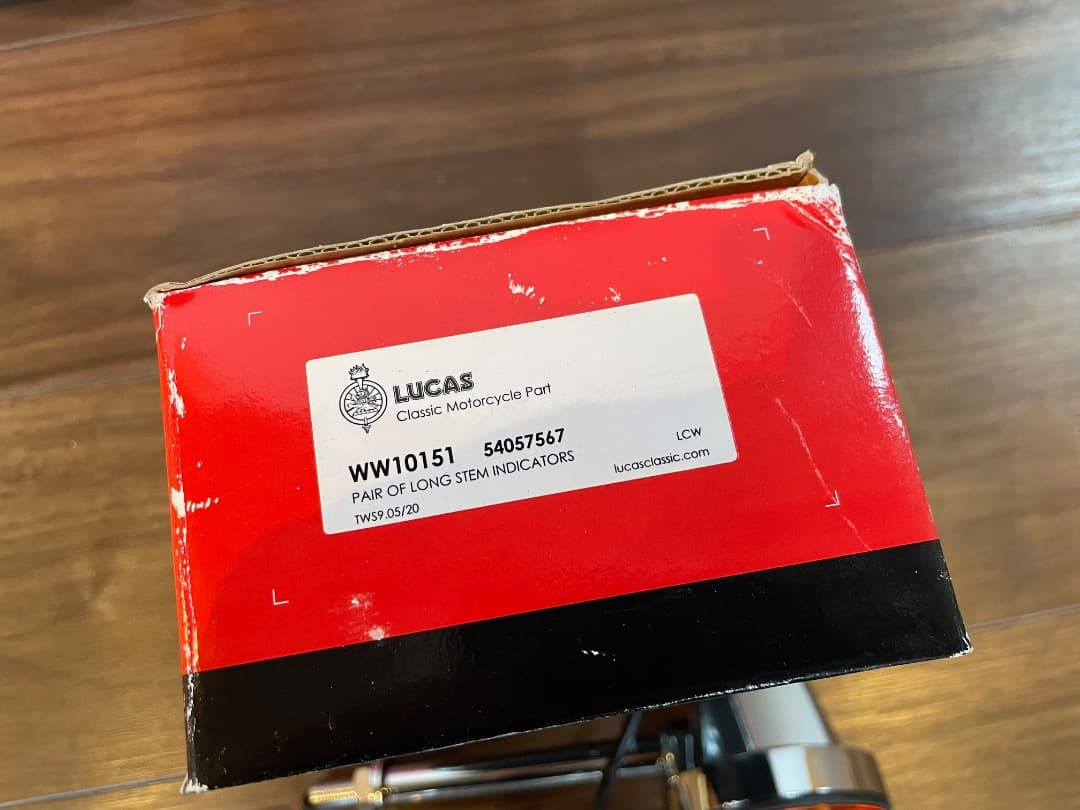 LUCAS
Classic Motorcycle Part
WW10151 54057567
LCW
PAIR OF LONG STEM INDICATORS
lucasclassic.com
TWS9.05/20